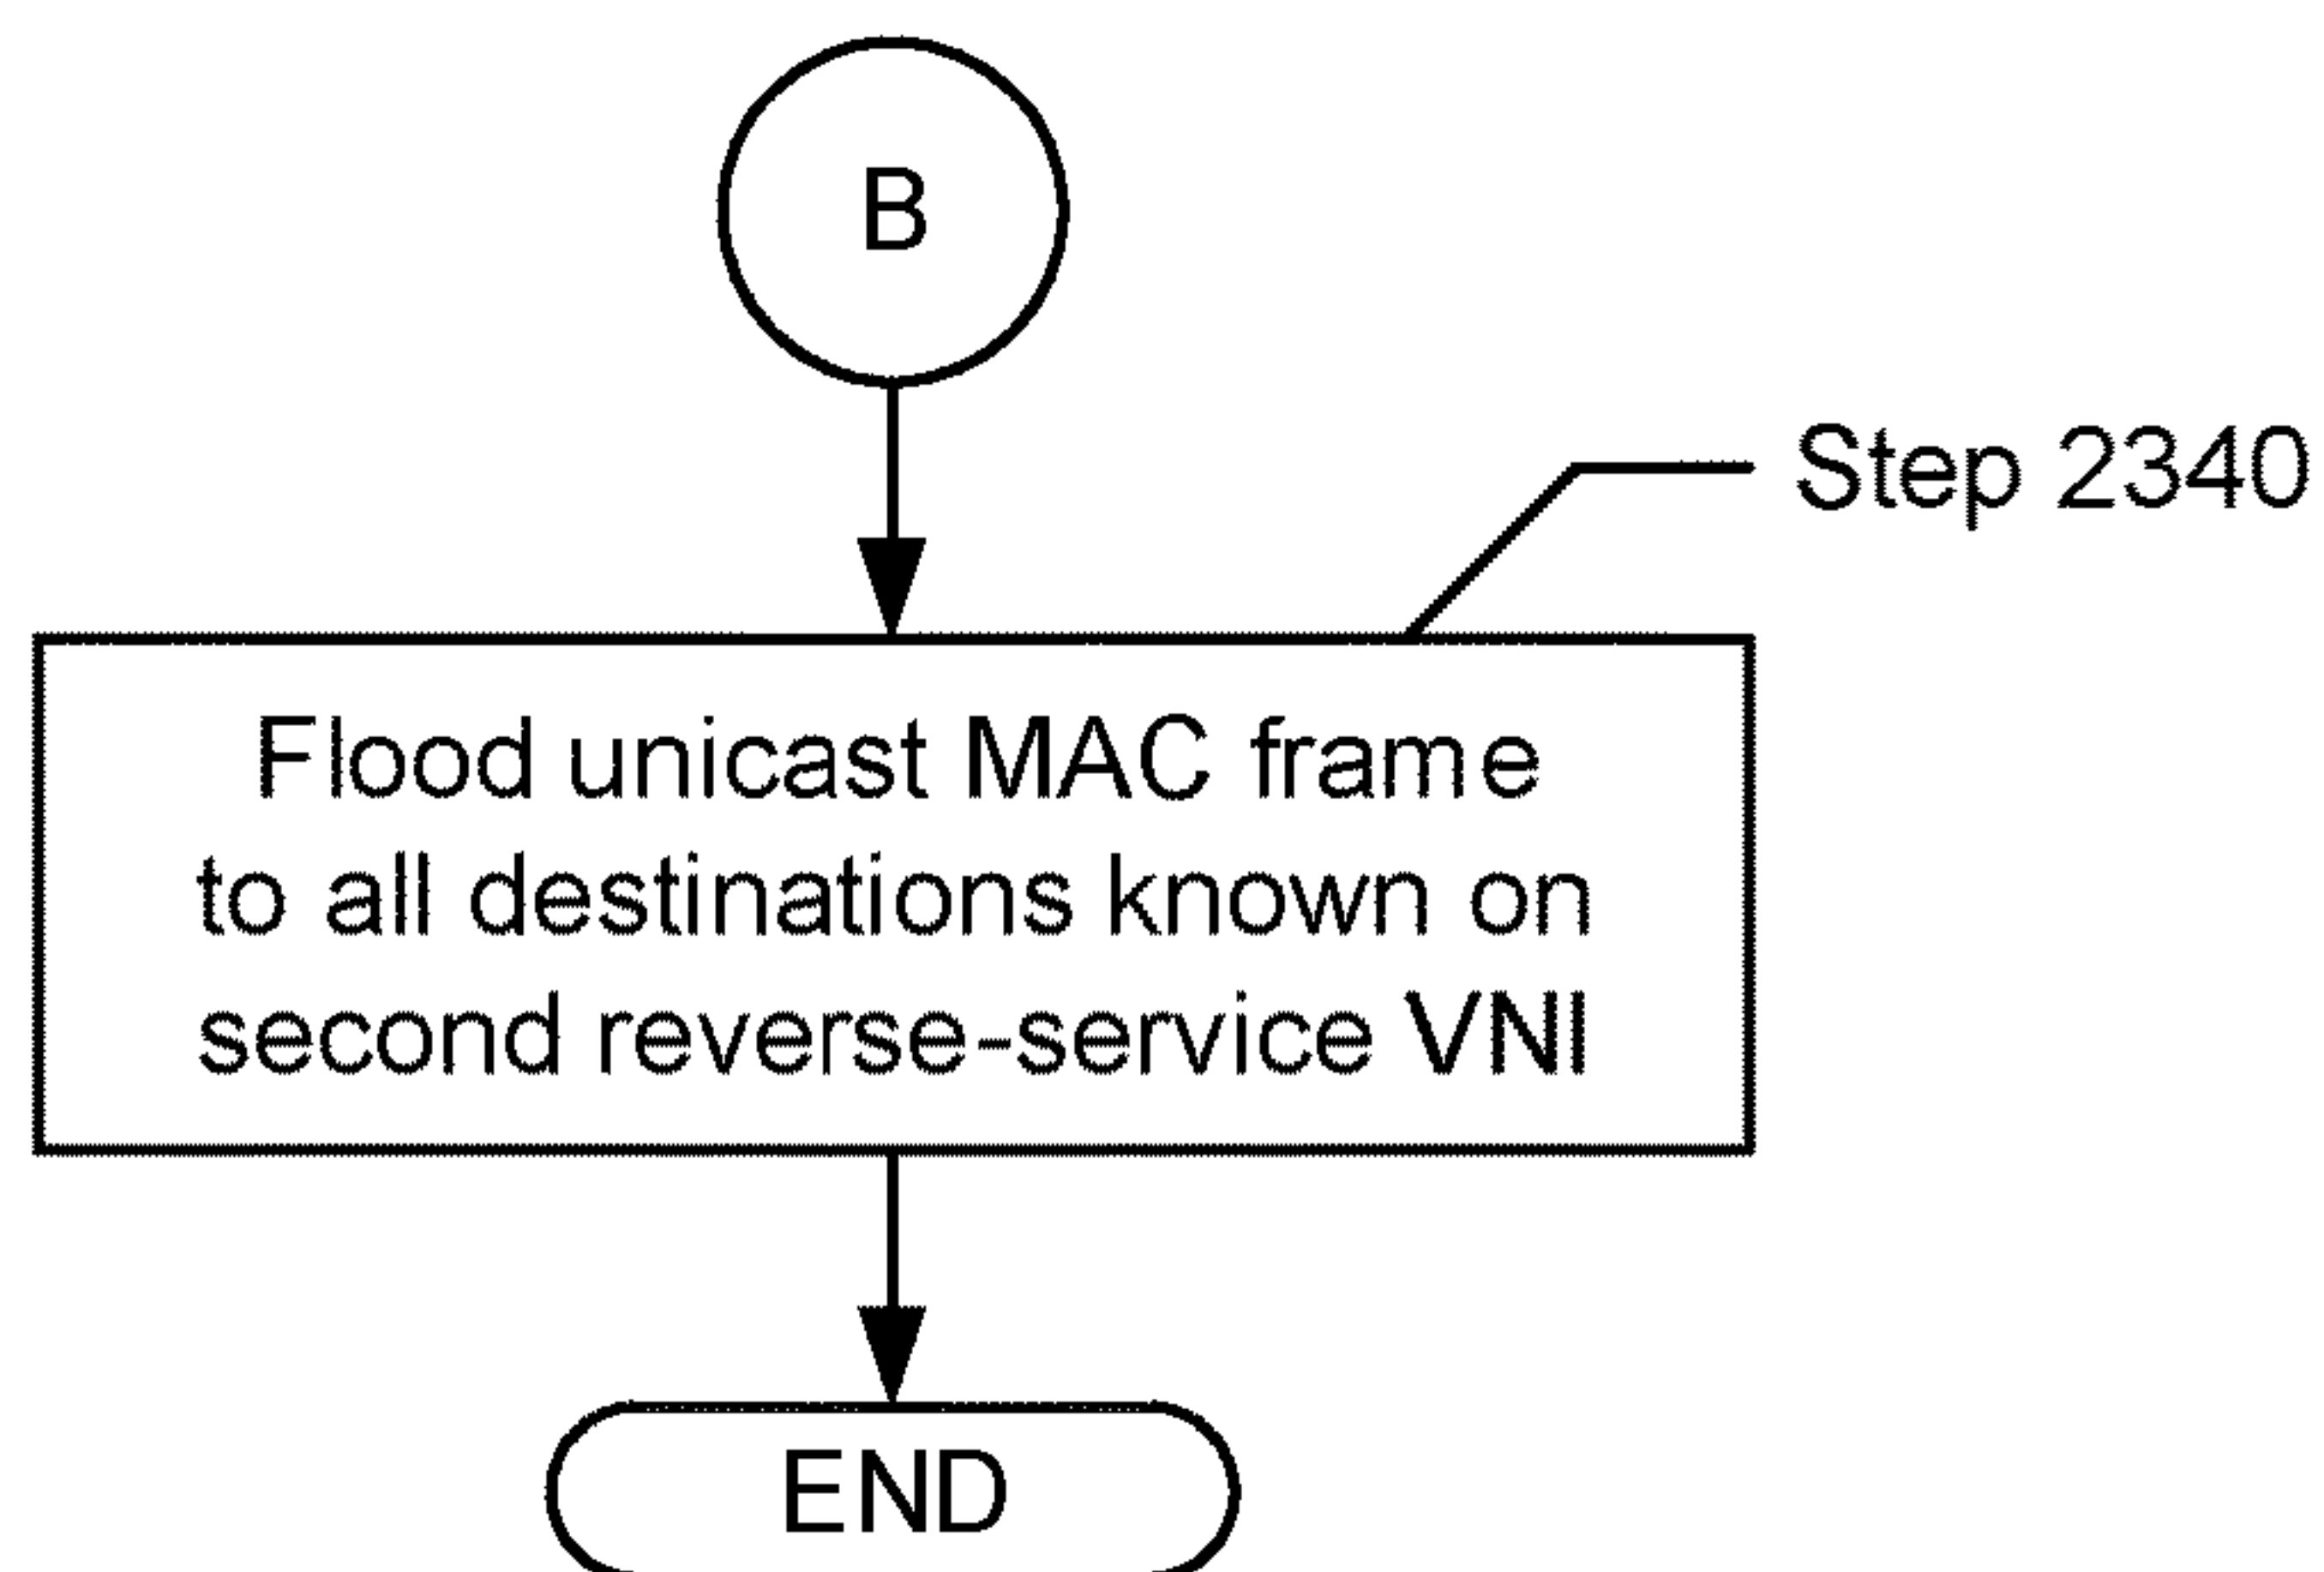 B
Step 2340
Flood unicast MAC frame
to all destinations known on
second reverse-service VNI
END